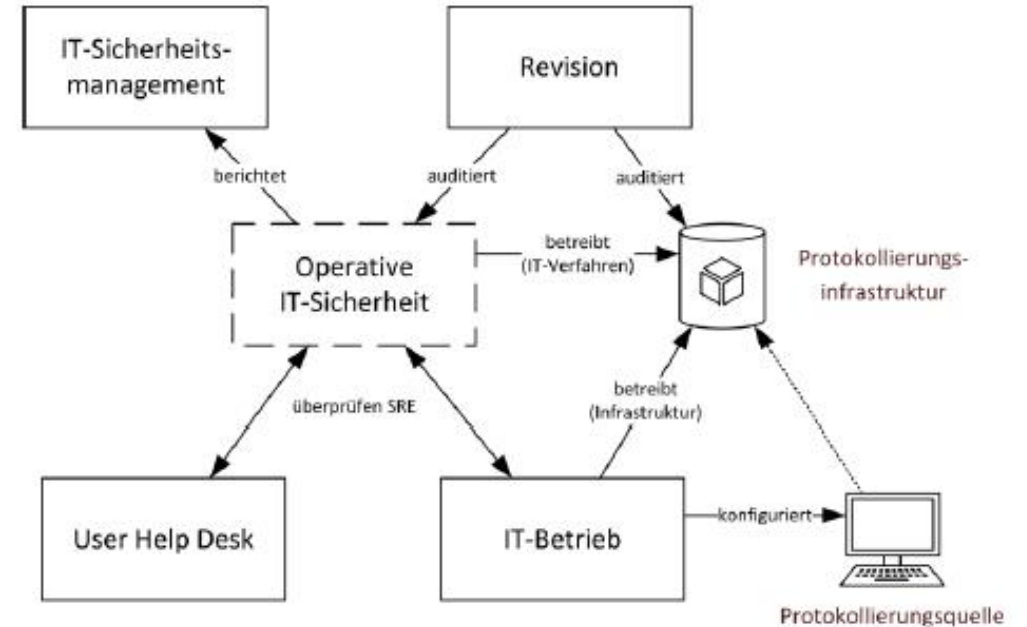 IT-Sicherheits-
management
Revision
berichtet
auditiert
auditiert
Operative
IT-Sicherheit
betreibt
(IT-Verfahren)
Protokollierungs-
infrastruktur
überprüfen SRE
betreibt
(Infrastruktur)
User Help Desk
IT-Betrieb
konfiguriert
Protokollierungsquelle